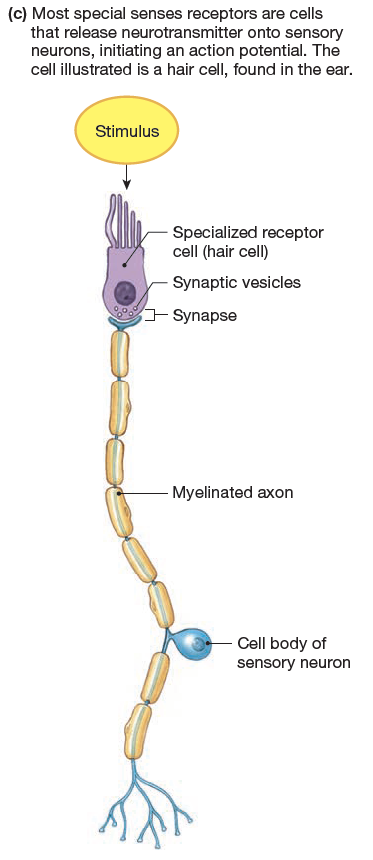 (c) Most special senses receptors are cells
that release neurotransmitter onto sensory
neurons, initiating an action potential. The
cell illustrated is a hair cell, found in the ear.
Stimulus
Specialized receptor
cell (hair cell)
Synaptic vesicles
Synapse
Myelinated axon
Cell body of
sensory neuron